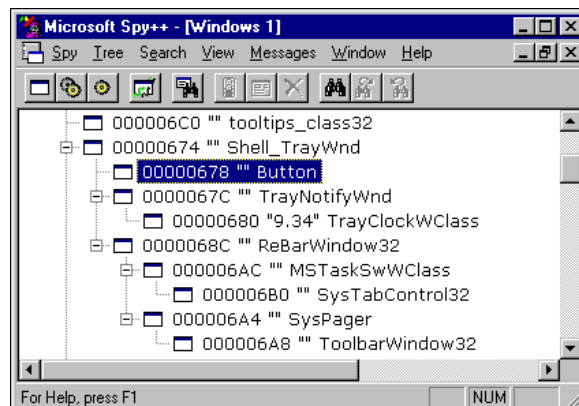 Microsoft Spy++ - [Windows 1]
Spy Tree Search View Messages Window Help
000006C0 "" tooltips_class32
00000674 "" Shell_TrayWnd
00000678 "" Button
0000067C "" TrayNotifyWnd
00000680 "9.34" TrayClockWClass
0000068C "" ReBarWindow32
000006AC "" MSTaskSwWClass
000006B0 "" SysTabControl32
000006A4 "" SysPager
000006A8 "" ToolbarWindow32
For Help, press F1 NUM